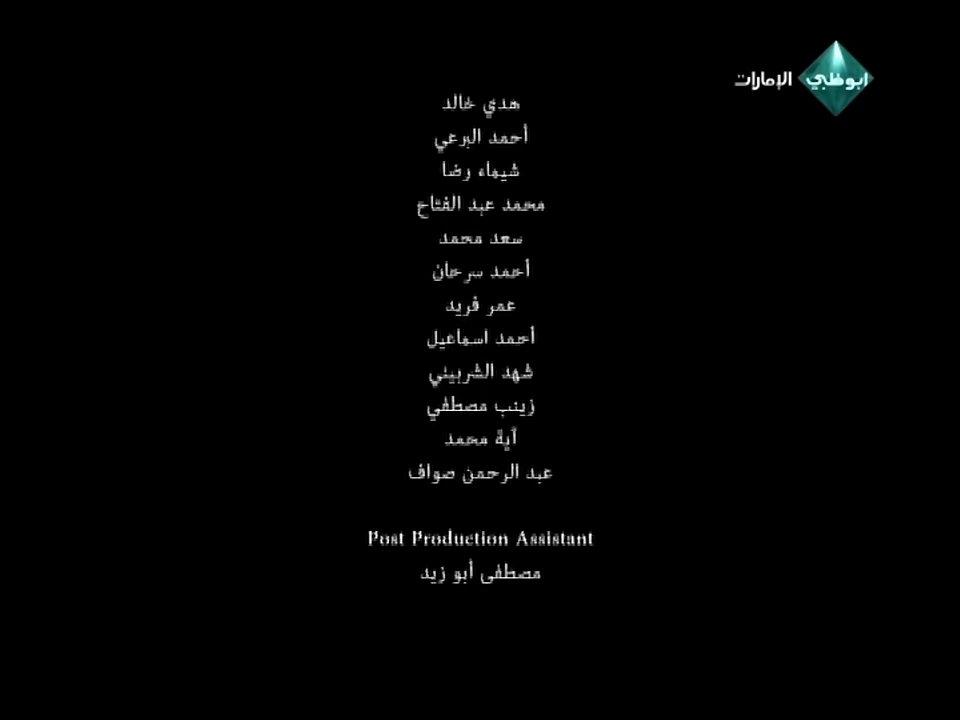 ابوظبي الإمارات
هدي خالد
أحمد البرعي
شيماء رضا
محمد عبد الفتاح
سعد محمد
أحمد سرحان
عمر فريد
أحمد اسماعيل
شهد الشربيني
زينب مصطفي
آية محمد
عبد الرحمن صواف
Post Production Assistant
مصطفى أبو زيد